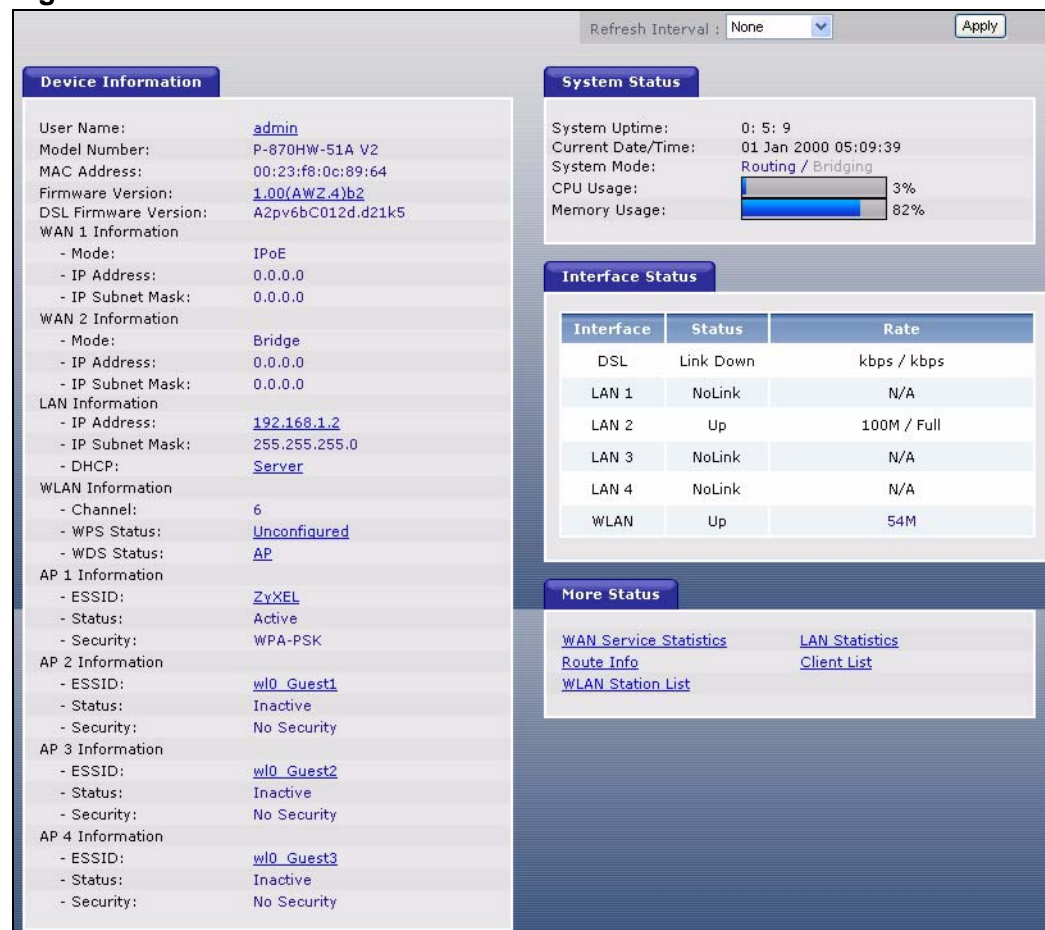 Refresh Interval : None Apply
Device Information
User Name: admin
Model Number: P-870HW-51A V2
MAC Address: 00:23:f8:0c:89:64
Firmware Version: 1.00(AWZ.4)b2
DSL Firmware Version: A2pv6bC012d.d21k5
WAN 1 Information
- Mode: IPoE
- IP Address: 0.0.0.0
- IP Subnet Mask: 0.0.0.0
WAN 2 Information
- Mode: Bridge
- IP Address: 0.0.0.0
- IP Subnet Mask: 0.0.0.0
LAN Information
- IP Address: 192.168.1.2
- IP Subnet Mask: 255.255.255.0
- DHCP: Server
WLAN Information
- Channel: 6
- WPS Status: Unconfigured
- WDS Status: AP
AP 1 Information
- ESSID: ZyXEL
- Status: Active
- Security: WPA-PSK
AP 2 Information
- ESSID: wl0_Guest1
- Status: Inactive
- Security: No Security
AP 3 Information
- ESSID: wl0_Guest2
- Status: Inactive
- Security: No Security
AP 4 Information
- ESSID: wl0_Guest3
- Status: Inactive
- Security: No Security
System Status
System Uptime: 0: 5: 9
Current Date/Time: 01 Jan 2000 05:09:39
System Mode: Routing / Bridging
CPU Usage: 3%
Memory Usage: 82%
Interface Status
Interface Status Rate
DSL Link Down kbps / kbps
LAN 1 NoLink N/A
LAN 2 Up 100M / Full
LAN 3 NoLink N/A
LAN 4 NoLink N/A
WLAN Up 54M
More Status
WAN Service Statistics LAN Statistics
Route Info Client List
WLAN Station List